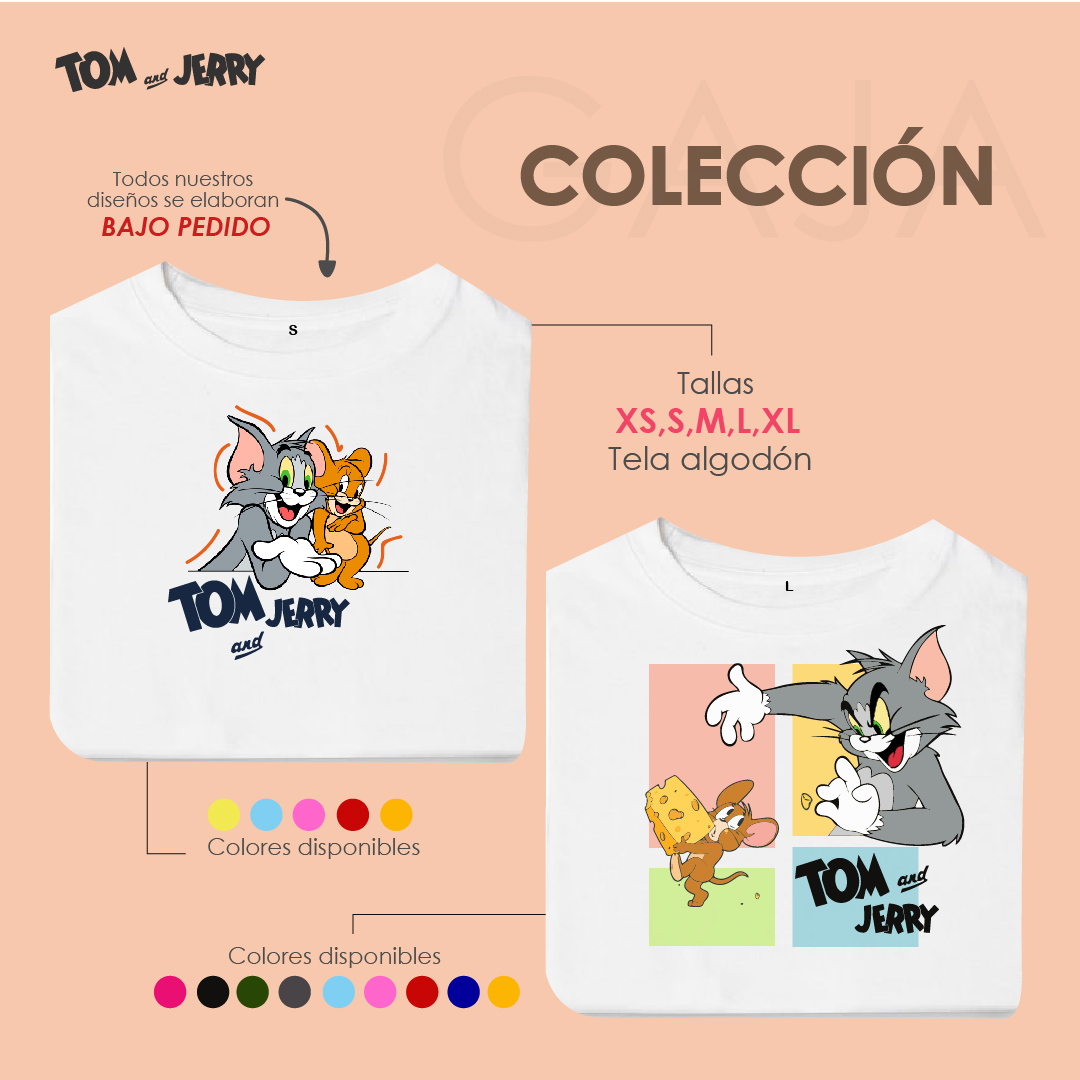 TOM and JERRY
CAJA
COLECCIÓN
Todos nuestros
diseños se elaboran
BAJO PEDIDO
S
Tallas
XS,S,M,L,XL
Tela algodón
TOM JERRY
and
L
TOM and
JERRY
Colores disponibles
Colores disponibles